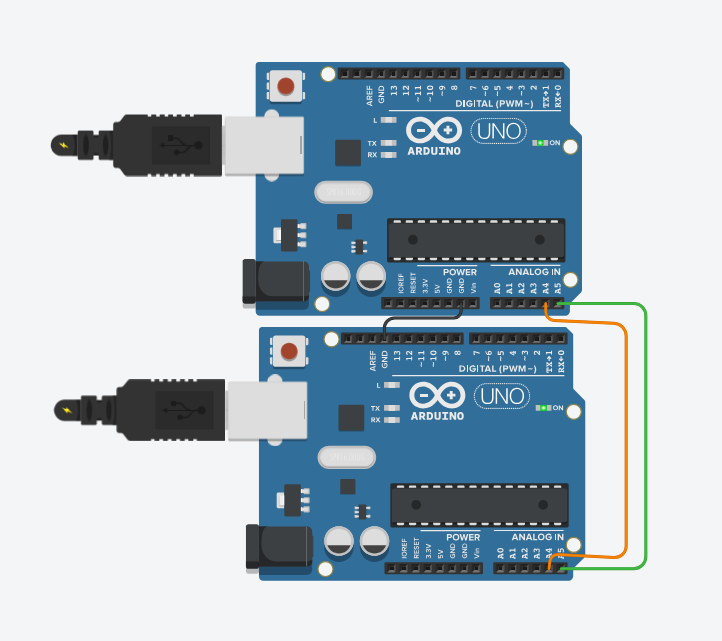 AREF GND 13 12 ~11 ~10 ~9 8 7 ~6 ~5 4 ~3 2 TX→1 RX←0
DIGITAL (PWM~)
L
TX
RX
ARDUINO
UNO
ON
POWER
ANALOG IN
IOREF RESET 3.3V 5V GND GND Vin A0 A1 A2 A3 A4 A5
AREF GND 13 12 ~11 ~10 ~9 8 7 ~6 ~5 4 ~3 2 TX→1 RX←0
DIGITAL (PWM~)
L
TX
RX
ARDUINO
UNO
ON
POWER
ANALOG IN
IOREF RESET 3.3V 5V GND GND Vin A0 A1 A2 A3 A4 A5